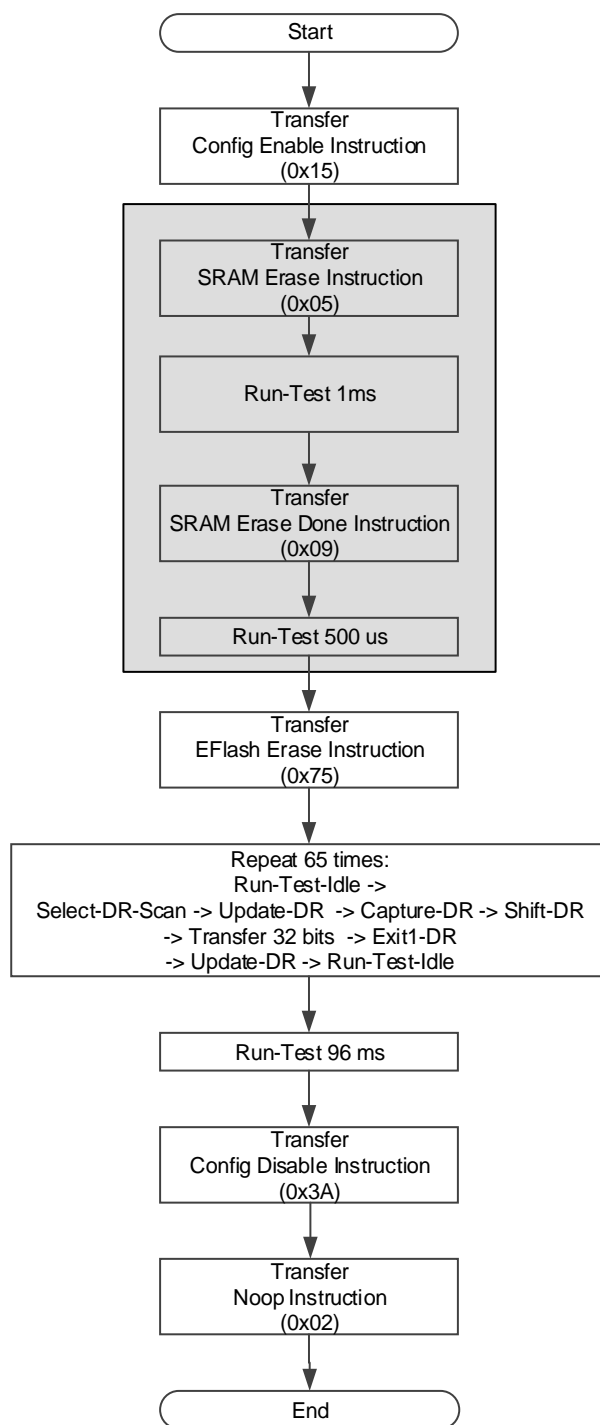 Start
Transfer
Config Enable Instruction
(0x15)
Transfer
SRAM Erase Instruction
(0x05)
Run-Test 1ms
Transfer
SRAM Erase Done Instruction
(0x09)
Run-Test 500 us
Transfer
EFlash Erase Instruction
(0x75)
Repeat 65 times:
Run-Test-Idle ->
Select-DR-Scan -> Update-DR -> Capture-DR -> Shift-DR
-> Transfer 32 bits -> Exit1-DR
-> Update-DR -> Run-Test-Idle
Run-Test 96 ms
Transfer
Config Disable Instruction
(0x3A)
Transfer
Noop Instruction
(0x02)
End